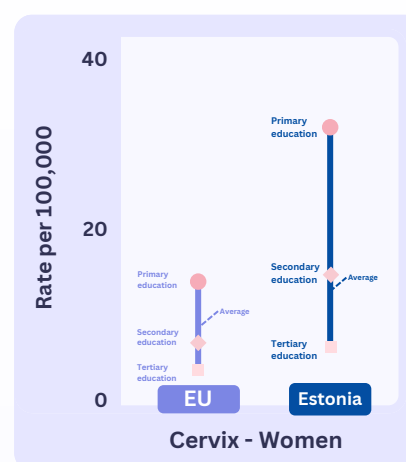 40
20
0
Rate per 100,000
Primary
education
Secondary
education
Average
Tertiary
education
Primary
education
Average
Secondary
education
Tertiary
education
EU
Estonia
Cervix - Women